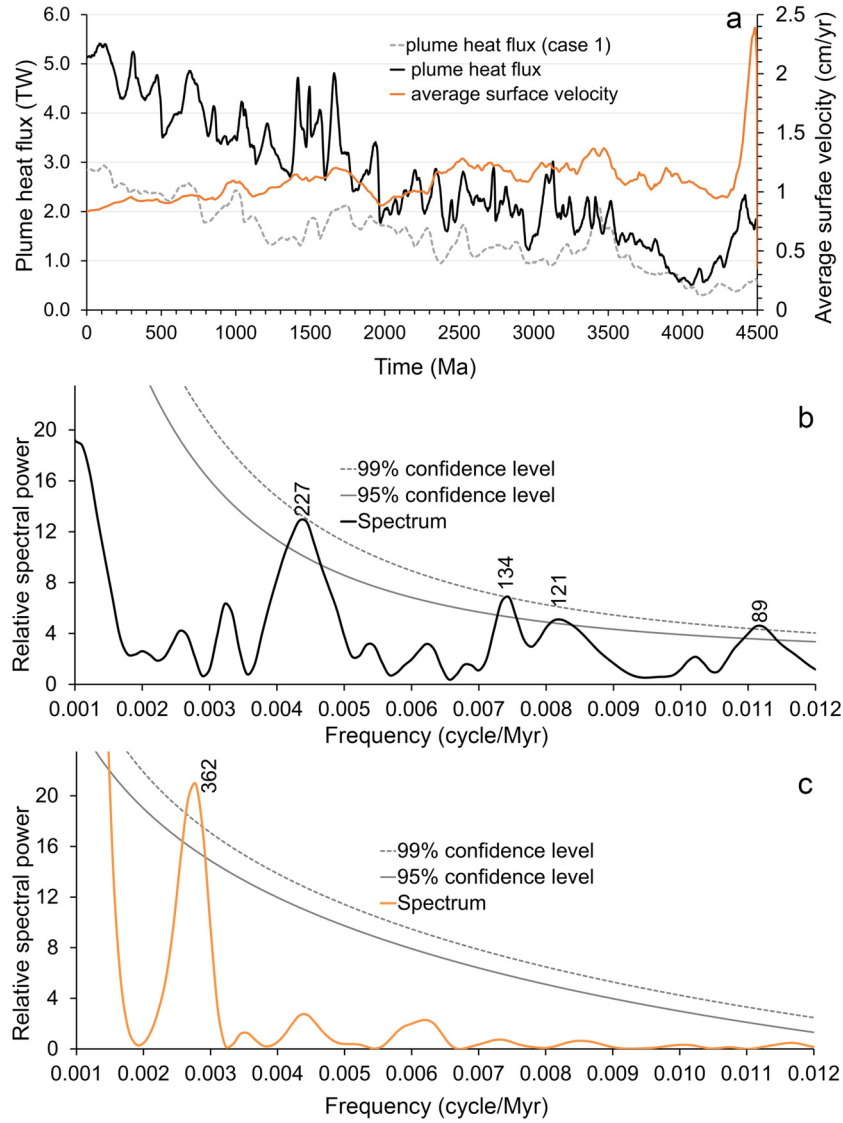 a
6.0
5.0
4.0
3.0
2.0
1.0
0.0
Plume heat flux (TW)
plume heat flux (case 1)
plume heat flux
average surface velocity
2.5
2
1.5
1
0.5
0
Average surfae velocity (cm/yr)
0 500 1000 1500 2000 2500 3000 3500 4000 4500
Time (Ma)
b
20
16
12
8
4
0
Relative spectral power
99% confidence level
95% confidence level
Spectrum
227
134
121
89
0.001 0.002 0.003 0.004 0.005 0.006 0.007 0.008 0.009 0.010 0.011 0.012
Frequency (cycle/Myr)
c
20
16
12
8
4
0
Relative spectral power
362
99% confidence level
95% confidence level
Spectrum
0.001 0.002 0.003 0.004 0.005 0.006 0.007 0.008 0.009 0.010 0.011 0.012
Frequency (cycle/Myr)